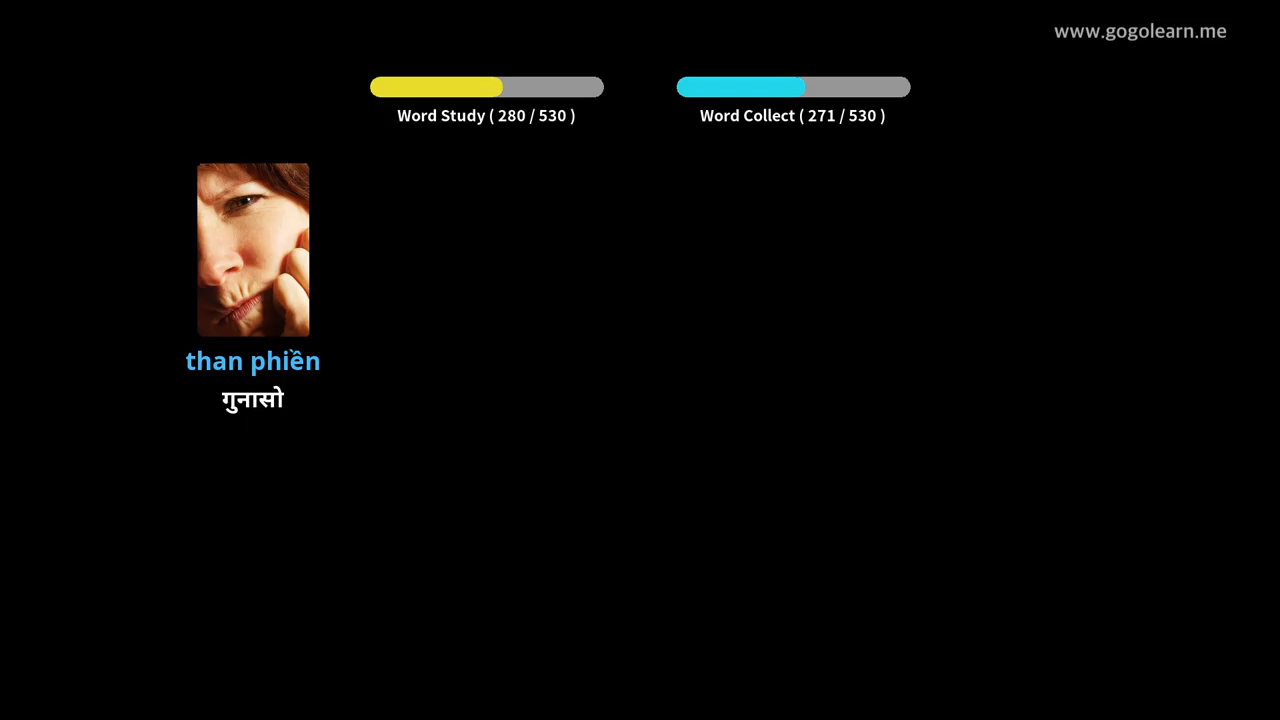 www.gogolearn.me
Word Study ( 280 / 530 )
Word Collect ( 271 / 530 )
than phiền
गुनासो